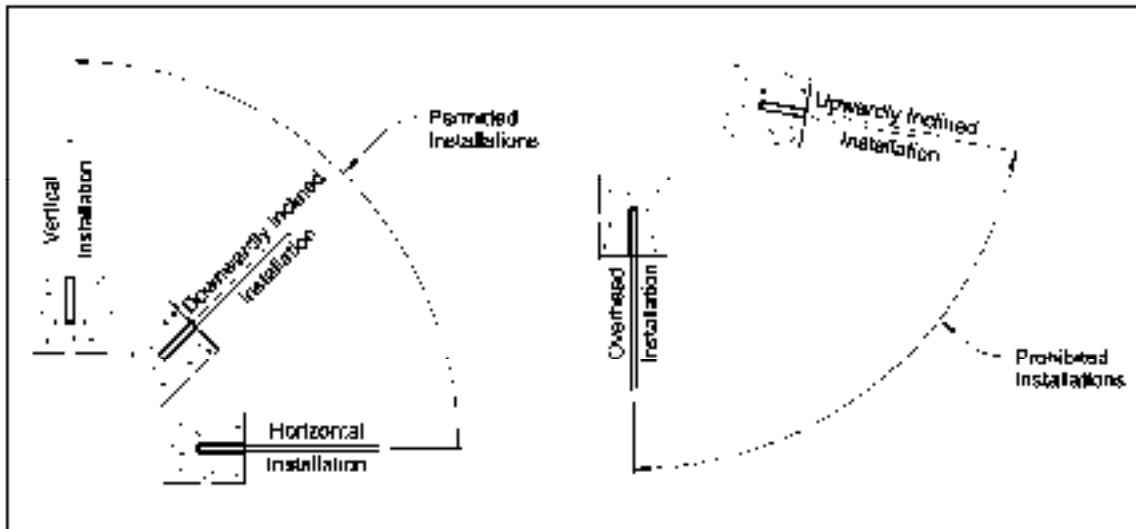 Vertical
Installation
Downwardly Inclined
Installation
Permitted
Installations
Horizontal
Installation
Upwardly Inclined
Installation
Overhead
Installation
Prohibited
Installations